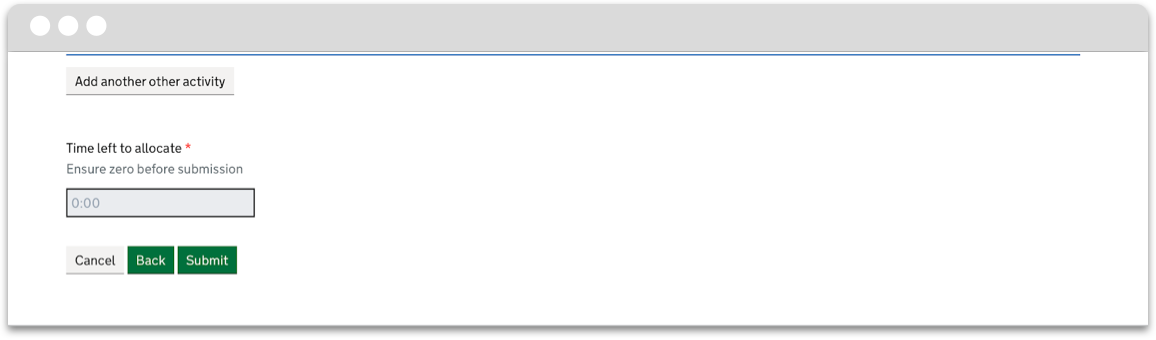 Add another other activity
Time left to allocate *
Ensure zero before submission
0:00
Cancel Back Submit